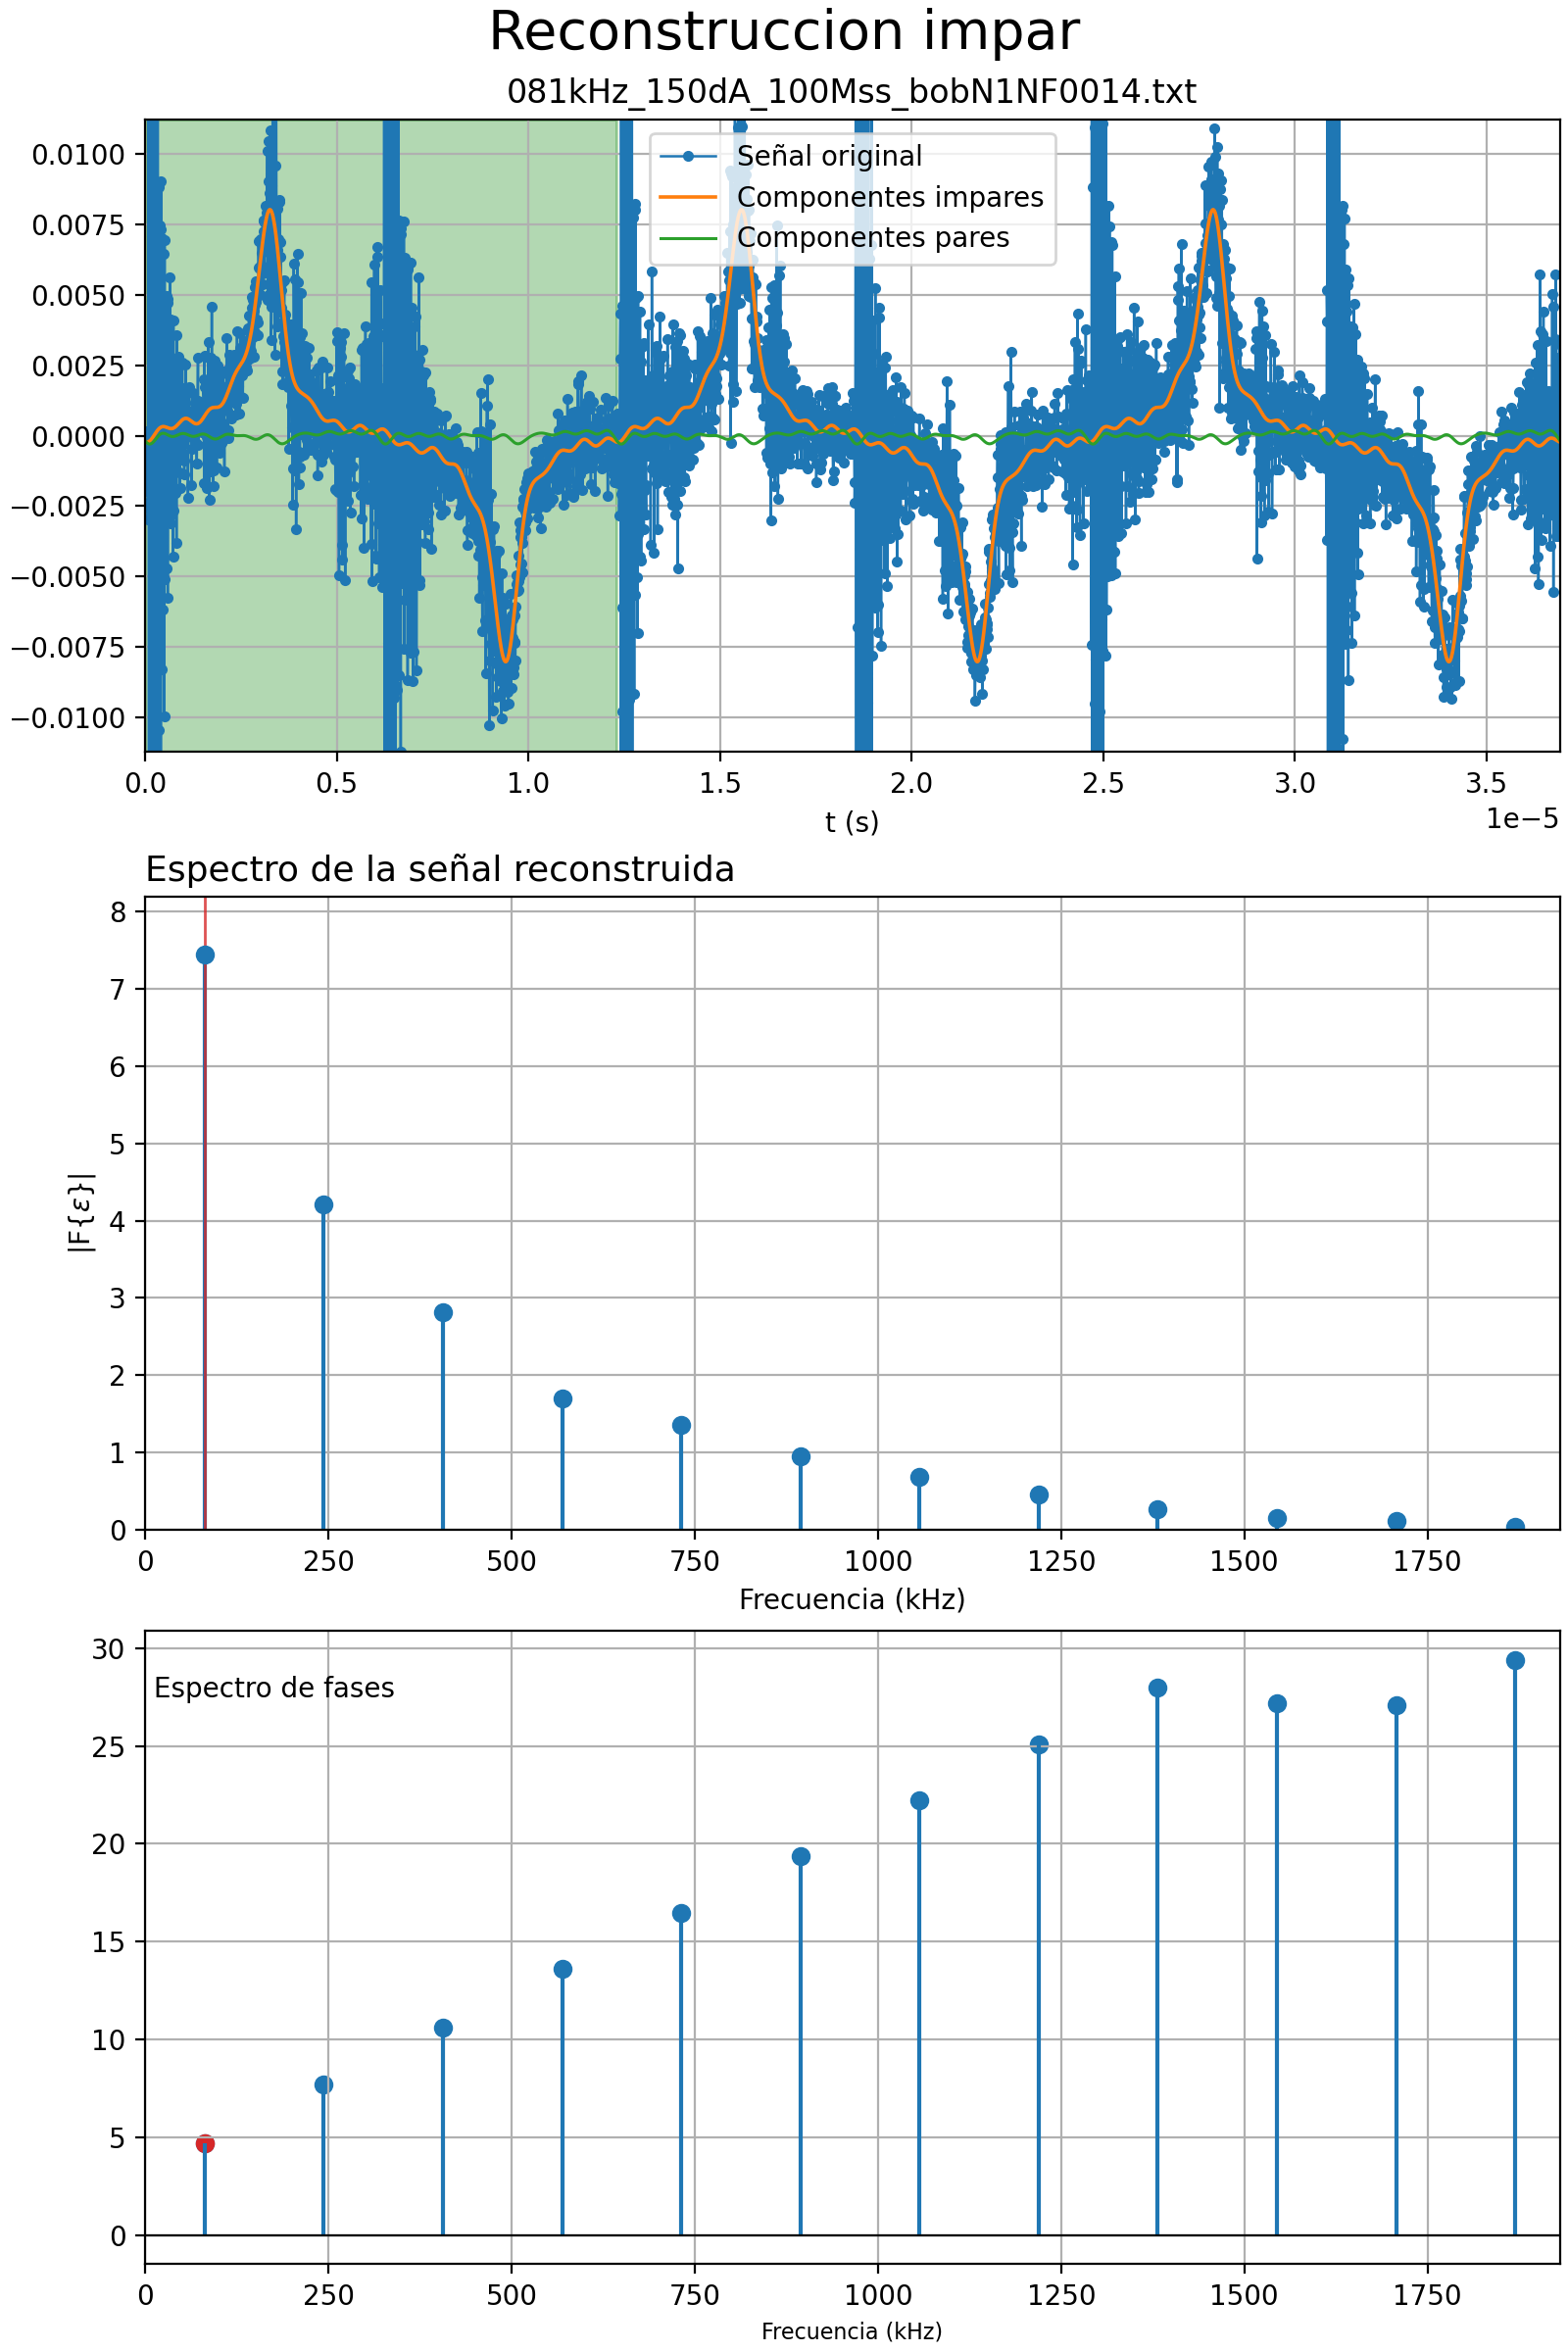 Reconstruccion impar
081kHz_150dA_100Mss_bobN1NF0014.txt
0.0100
0.0075
0.0050
0.0025
0.0000
−0.0025
−0.0050
−0.0075
−0.0100
Señal original
Componentes impares
Componentes pares
0.0 0.5 1.0 1.5 2.0 2.5 3.0 3.5
t (s)
1e−5
Espectro de la señal reconstruida
8
7
6
5
4
3
2
1
0
|F{ε}|
0 250 500 750 1000 1250 1500 1750
Frecuencia (kHz)
30
25
20
15
10
5
0
Espectro de fases
0 250 500 750 1000 1250 1500 1750
Frecuencia (kHz)